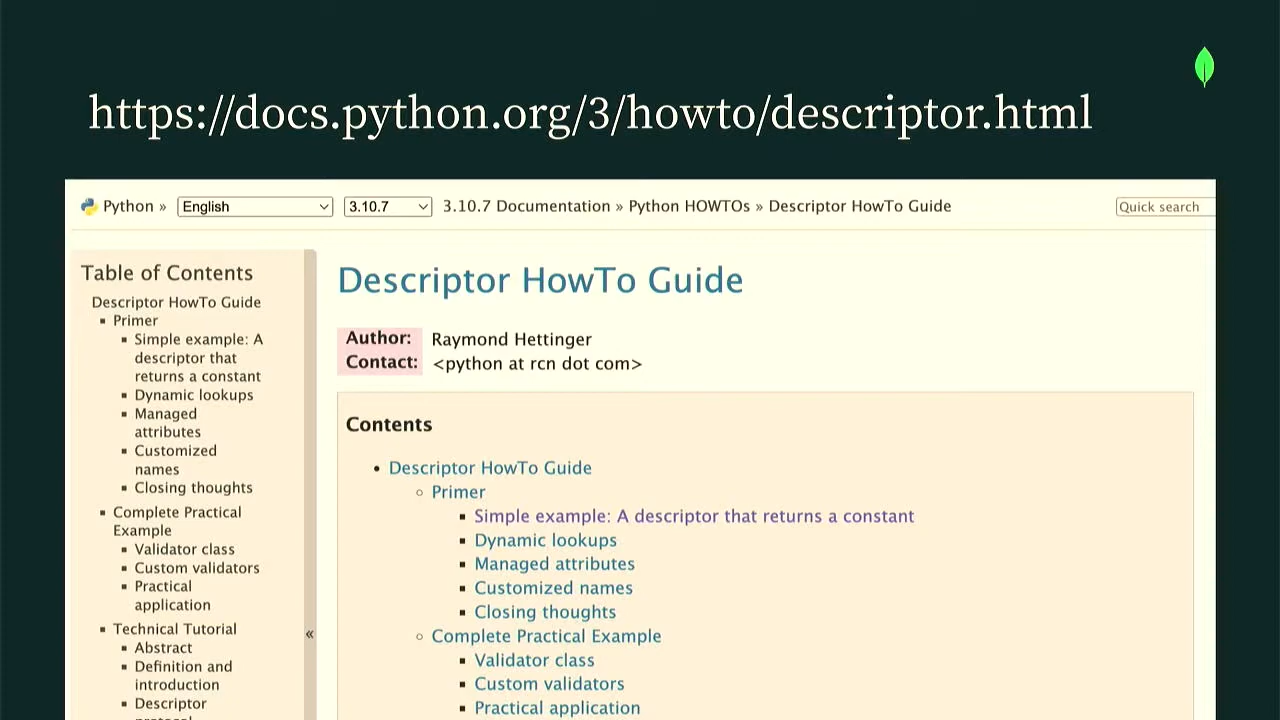 https://docs.python.org/3/howto/descriptor.html
Python » English 3.10.7 3.10.7 Documentation » Python HOWTOs » Descriptor HowTo Guide Quick search
Table of Contents
Descriptor HowTo Guide
Primer
Simple example: A
descriptor that
returns a constant
Dynamic lookups
Managed
attributes
Customized
names
Closing thoughts
Complete Practical
Example
Validator class
Custom validators
Practical
application
Technical Tutorial
Abstract
Definition and
introduction
Descriptor
«
Descriptor HowTo Guide
Author: Raymond Hettinger
Contact: <python at rcn dot com>
Contents
Descriptor HowTo Guide
Primer
Simple example: A descriptor that returns a constant
Dynamic lookups
Managed attributes
Customized names
Closing thoughts
Complete Practical Example
Validator class
Custom validators
Practical application